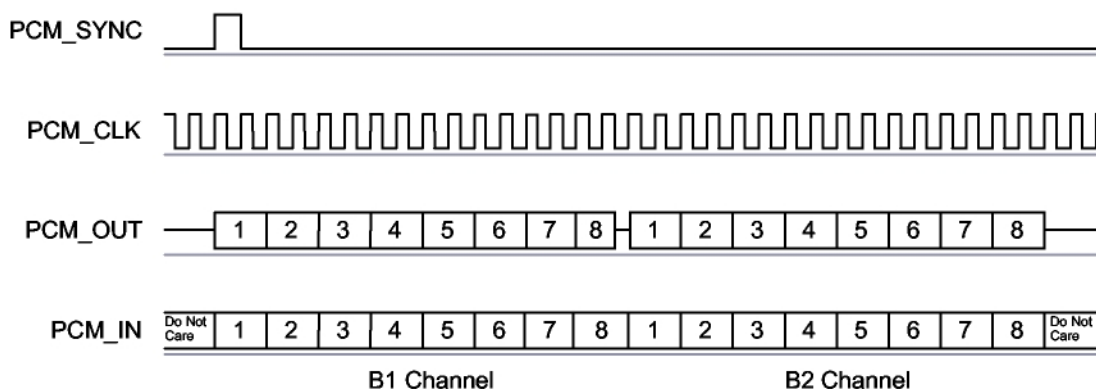 PCM_SYNC
PCM_CLK
PCM_OUT 1 2 3 4 5 6 7 8 1 2 3 4 5 6 7 8
PCM_IN Do Not Care 1 2 3 4 5 6 7 8 1 2 3 4 5 6 7 8 Do Not Care
B1 Channel B2 Channel